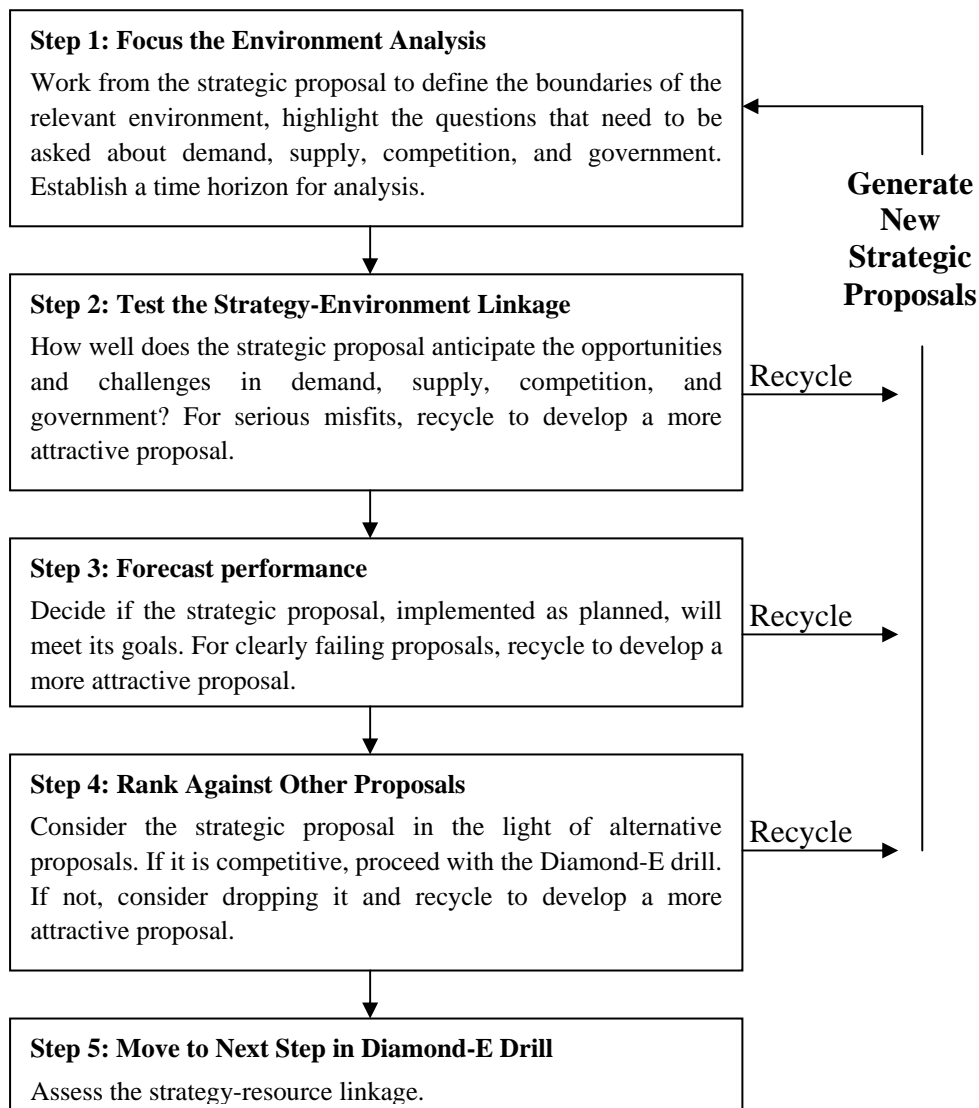 Step 1: Focus the Environment Analysis
Work from the strategic proposal to define the boundaries of the
relevant environment, highlight the questions that need to be
asked about demand, supply, competition, and government.
Establish a time horizon for analysis.
Generate
New
Strategic
Proposals
Step 2: Test the Strategy-Environment Linkage
How well does the strategic proposal anticipate the opportunities
and challenges in demand, supply, competition, and
government? For serious misfits, recycle to develop a more
attractive proposal.
Recycle
Step 3: Forecast performance
Decide if the strategic proposal, implemented as planned, will
meet its goals. For clearly failing proposals, recycle to develop a
more attractive proposal.
Recycle
Step 4: Rank Against Other Proposals
Consider the strategic proposal in the light of alternative
proposals. If it is competitive, proceed with the Diamond-E drill.
If not, consider dropping it and recycle to develop a more
attractive proposal.
Recycle
Step 5: Move to Next Step in Diamond-E Drill
Assess the strategy-resource linkage.